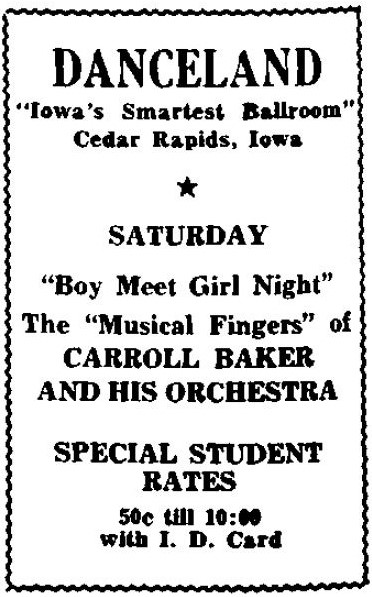 DANCELAND
"Iowa's Smartest Ballroom"
Cedar Rapids, Iowa
SATURDAY
"Boy Meet Girl Night"
The "Musical Fingers" of
CARROLL BAKER
AND HIS ORCHESTRA
SPECIAL STUDENT
RATES
50c till 10:00
with I. D. Card